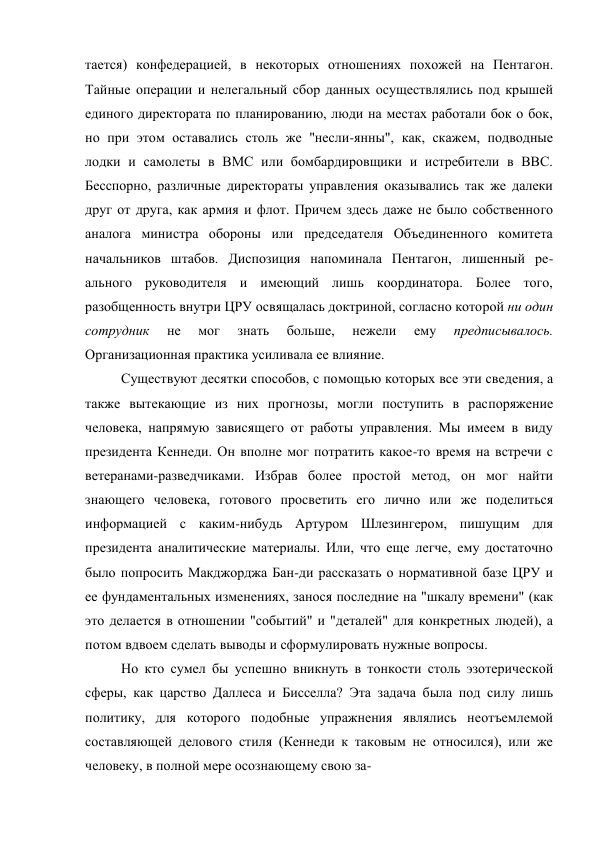 тается) конфедерацией, в некоторых отношениях похожей на Пентагон.
Тайные операции и нелегальный сбор данных осуществлялись под крышей
единого директората по планированию, люди на местах работали бок о бок,
но при этом оставались столь же "несли-янны", как, скажем, подводные
лодки и самолеты в ВМС или бомбардировщики и истребители в ВВС.
Бесспорно, различные директораты управления оказывались так же далеки
друг от друга, как армия и флот. Причем здесь даже не было собственного
аналога министра обороны или председателя Объединенного комитета
начальников штабов. Диспозиция напоминала Пентагон, лишенный ре-
ального руководителя и имеющий лишь координатора. Более того,
разобщенность внутри ЦРУ освящалась доктриной, согласно которой ни один
сотрудник не мог знать больше, нежели ему предписывалось.
Организационная практика усиливала ее влияние.
Существуют десятки способов, с помощью которых все эти сведения, а
также вытекающие из них прогнозы, могли поступить в распоряжение
человека, напрямую зависящего от работы управления. Мы имеем в виду
президента Кеннеди. Он вполне мог потратить какое-то время на встречи с
ветеранами-разведчиками. Избрав более простой метод, он мог найти
знающего человека, готового просветить его лично или же поделиться
информацией с каким-нибудь Артуром Шлезингером, пишущим для
президента аналитические материалы. Или, что еще легче, ему достаточно
было попросить Макджорджа Бан-ди рассказать о нормативной базе ЦРУ и
ее фундаментальных изменениях, занося последние на "шкалу времени" (как
это делается в отношении "событий" и "деталей" для конкретных людей), а
потом вдвоем сделать выводы и сформулировать нужные вопросы.
Но кто сумел бы успешно вникнуть в тонкости столь эзотерической
сферы, как царство Даллеса и Бисселла? Эта задача была под силу лишь
политику, для которого подобные упражнения являлись неотъемлемой
составляющей делового стиля (Кеннеди к таковым не относился), или же
человеку, в полной мере осознающему свою за-